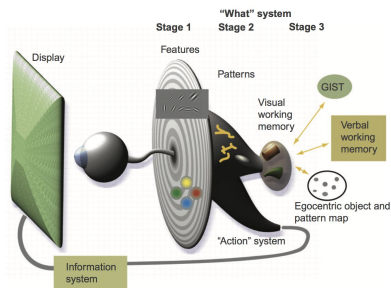 “What” system
Stage 1 Stage 2 Stage 3
Display
Features
Patterns
Visual
working
memory
GIST
Verbal
working
memory
Egocentric object and
pattern map
“Action” system
Information
system